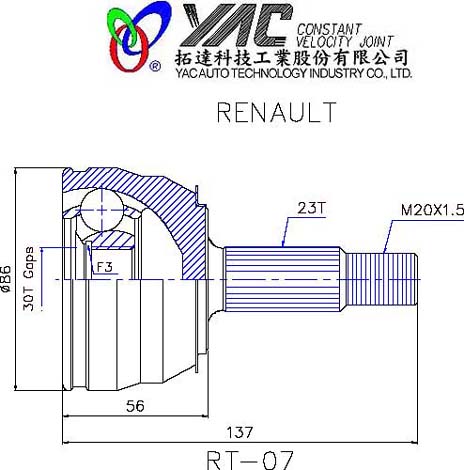 YAC CONSTANT
VELOCITY JOINT
®
拓達科技工業股份有限公司
YAC AUTO TECHNOLOGY INDUSTRY CO., LTD.
RENAULT
23T
M20X1.5
ø86
30T Gaps
F3
56
137
RT-07